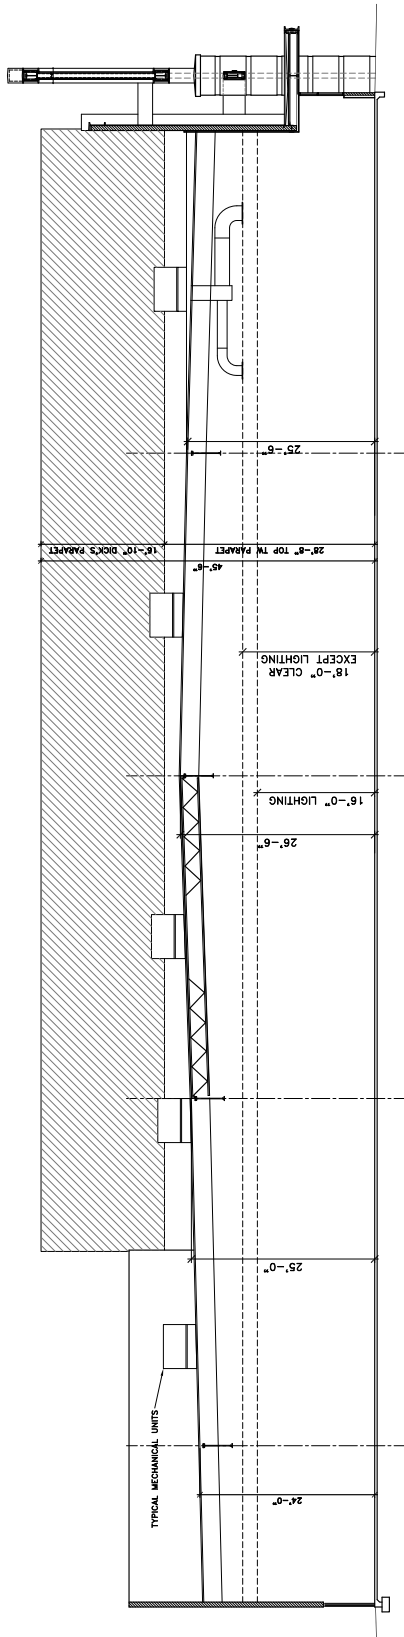 25'-6"
16'-10" DICK'S PARAPET
28'-8" TOP TW PARAPET
45'-6"
18'-0" CLEAR
EXCEPT LIGHTING
16'-0" LIGHTING
26'-6"
25'-0"
TYPICAL MECHANICAL UNITS
24'-0"